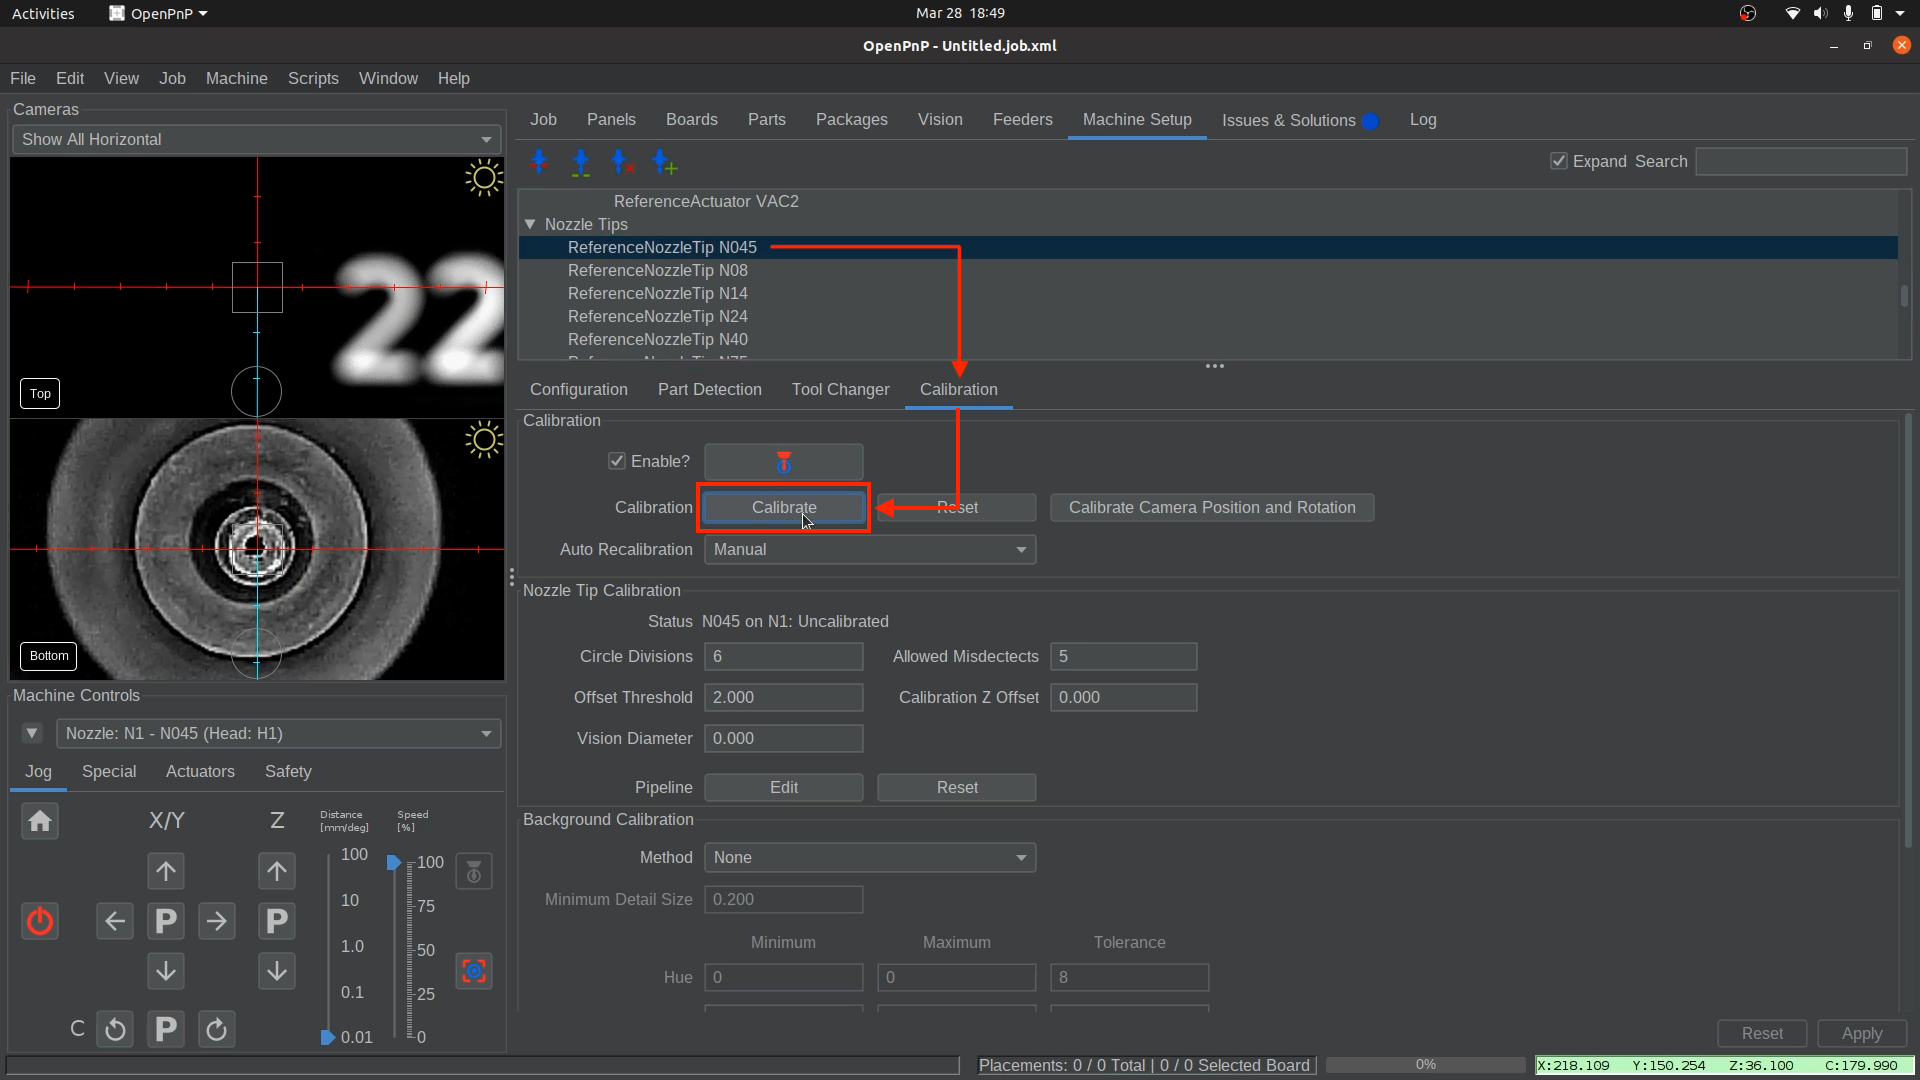 Activities OpenPnP Mar 28 18:49
OpenPnP - Untitled.job.xml
File Edit View Job Machine Scripts Window Help
Cameras
Show All Horizontal
22
Top
Bottom
Machine Controls
Nozzle: N1 - N045 (Head: H1)
Jog Special Actuators Safety
X/Y Z Distance [mm/deg] Speed [%]
100 100
10 75
1.0 50
0.1 25
0.01 0
P P
C P
Job Panels Boards Parts Packages Vision Feeders Machine Setup Issues & Solutions Log
Expand Search
ReferenceActuator VAC2
Nozzle Tips
ReferenceNozzleTip N045
ReferenceNozzleTip N08
ReferenceNozzleTip N14
ReferenceNozzleTip N24
ReferenceNozzleTip N40
Configuration Part Detection Tool Changer Calibration
Calibration
Enable?
Calibration Calibrate Reset Calibrate Camera Position and Rotation
Auto Recalibration Manual
Nozzle Tip Calibration
Status N045 on N1: Uncalibrated
Circle Divisions 6 Allowed Misdectects 5
Offset Threshold 2.000 Calibration Z Offset 0.000
Vision Diameter 0.000
Pipeline Edit Reset
Background Calibration
Method None
Minimum Detail Size 0.200
Minimum Maximum Tolerance
Hue 0 0 8
Reset Apply
Placements: 0 / 0 Total | 0 / 0 Selected Board 0% X:218.109 Y:150.254 Z:36.100 C:179.990